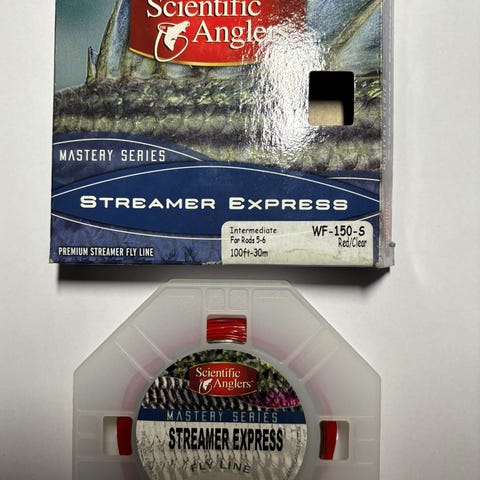 Scientific
Anglers
MASTERY SERIES
STREAMER EXPRESS
Intermediate
For Rods 5-6
100ft-30m
WF-150-S
Red/Clear
PREMIUM STREAMER FLY LINE
Scientific
Anglers™
MASTERY SERIES
STREAMER EXPRESS
FLY LINE